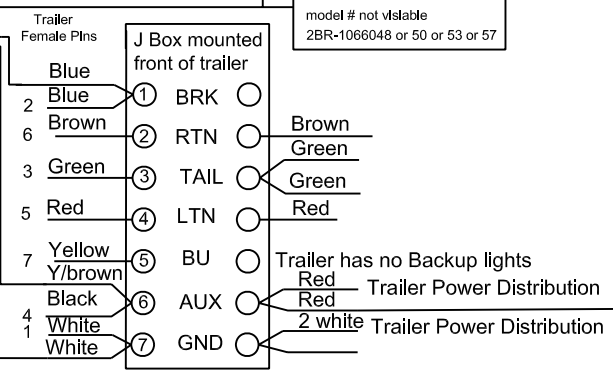 model # not vislable
2BR-1066048 or 50 or 53 or 57
Trailer
Female PIns
J Box mounted
front of trailer
Blue
2 Blue 1 BRK
6 Brown 2 RTN Brown
Green
3 Green 3 TAIL
Green
5 Red 4 LTN Red
7 Yellow 5 BU Trailer has no Backup lights
Y/brown
Red Trailer Power Distribution
4 Black 6 AUX Red
1 White 2 white Trailer Power Distribution
White 7 GND